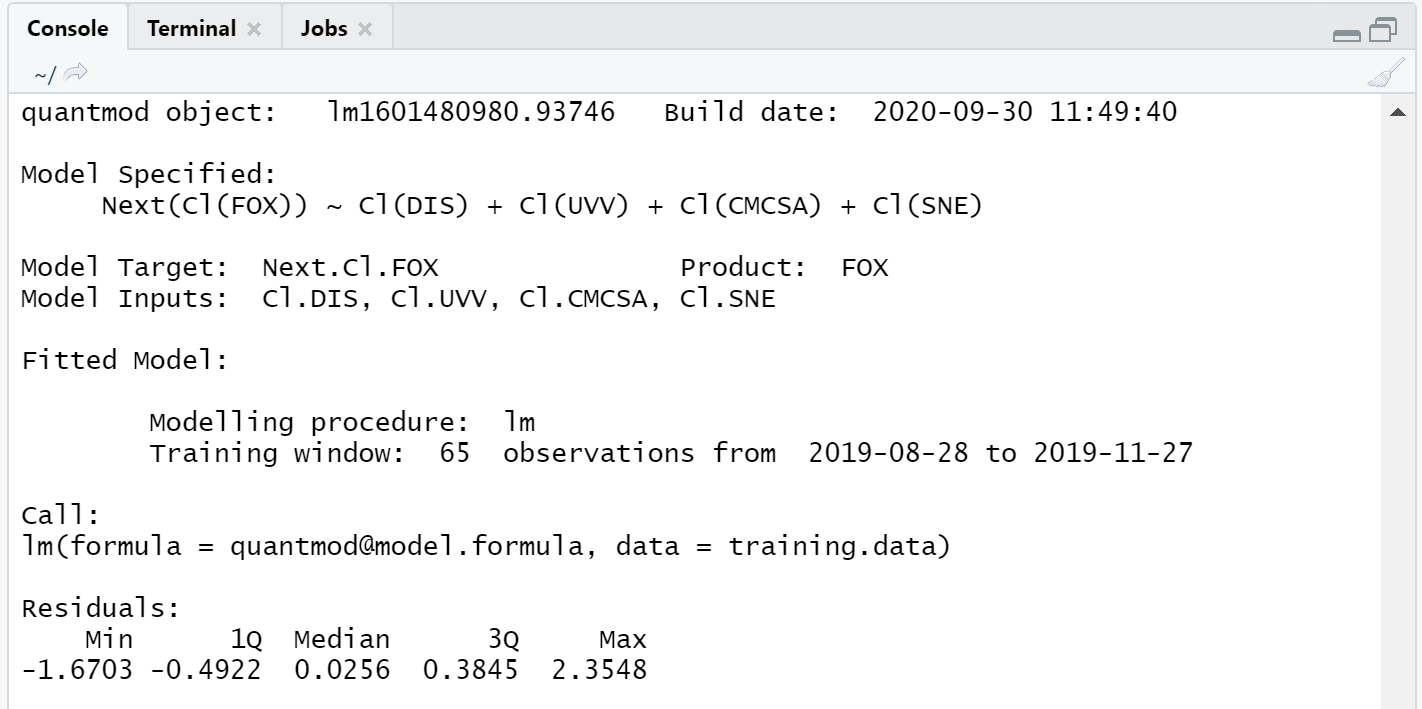 Console Terminal Jobs
~/
quantmod object:   lm1601480980.93746   Build date:  2020-09-30 11:49:40
Model Specified:
     Next(Cl(FOX)) ~ Cl(DIS) + Cl(UVV) + Cl(CMCSA) + Cl(SNE)
Model Target:  Next.Cl.FOX               Product:  FOX
Model Inputs:  Cl.DIS, Cl.UVV, Cl.CMCSA, Cl.SNE
Fitted Model:
        Modelling procedure:  lm
        Training window:  65  observations from  2019-08-28 to 2019-11-27
Call:
lm(formula = quantmod@model.formula, data = training.data)
Residuals:
    Min      1Q  Median      3Q     Max
-1.6703 -0.4922  0.0256  0.3845  2.3548